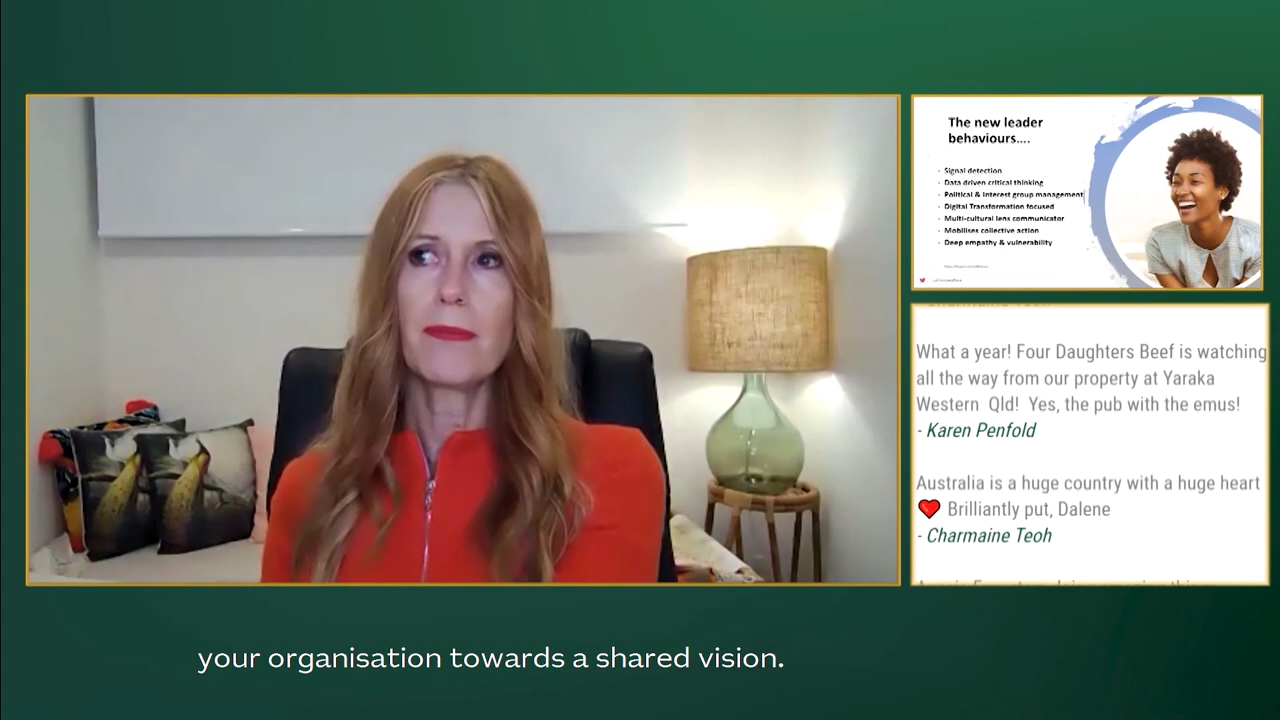 The new leader
behaviours....
- Signal detection
- Data driven critical thinking
- Political & Interest group management
- Digital Transformation focused
- Multi-cultural lens communicator
- Mobilises collective action
- Deep empathy & vulnerability
What a year! Four Daughters Beef is watching
all the way from our property at Yaraka
Western Qld! Yes, the pub with the emus!
- Karen Penfold
Australia is a huge country with a huge heart
❤️ Brilliantly put, Dalene
- Charmaine Teoh
your organisation towards a shared vision.